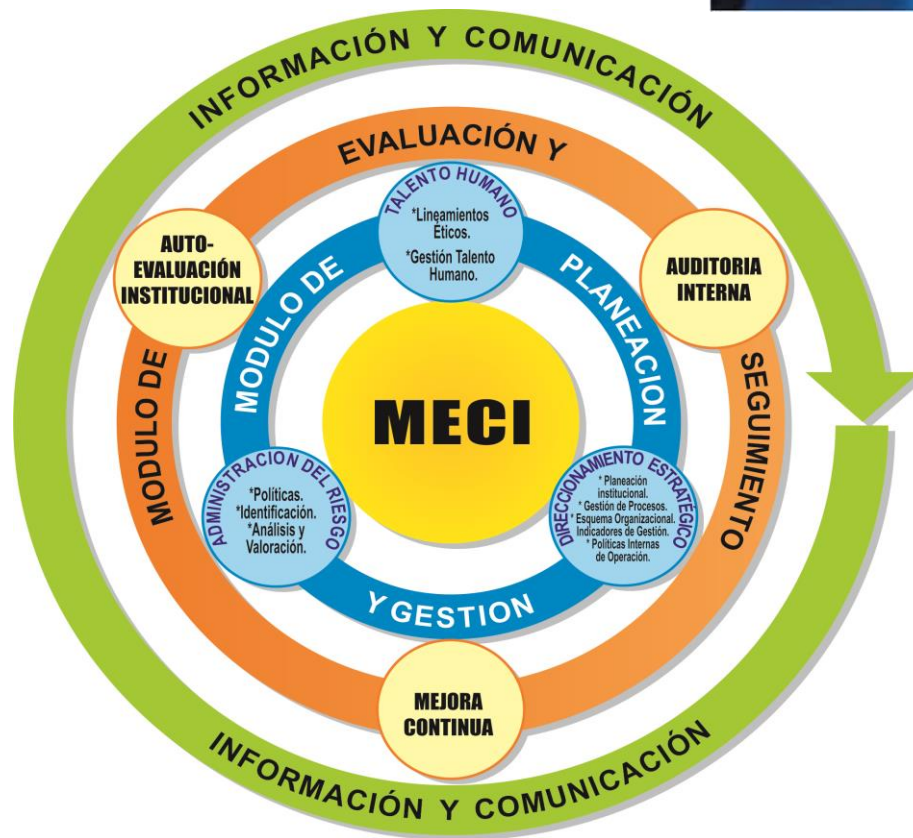 INFORMACIÓN Y COMUNICACIÓN
EVALUACIÓN Y
TALENTO HUMANO
*Lineamientos
Éticos.
*Gestión Talento
Humano.
AUTO-
EVALUACIÓN
INSTITUCIONAL
MODULO DE
PLANEACION
AUDITORIA
INTERNA
MECI
MODULO DE
SEGUIMIENTO
ADMINISTRACION DEL RIESGO
*Políticas.
*Identificación.
*Análisis y
Valoración.
DIRECCIONAMIENTO ESTRATÉGICO
* Planeación
institucional.
* Gestión de Procesos.
* Esquema Organizacional.
Indicadores de Gestión.
* Políticas Internas
de Operación.
Y GESTION
MEJORA
CONTINUA
INFORMACIÓN Y COMUNICACIÓN